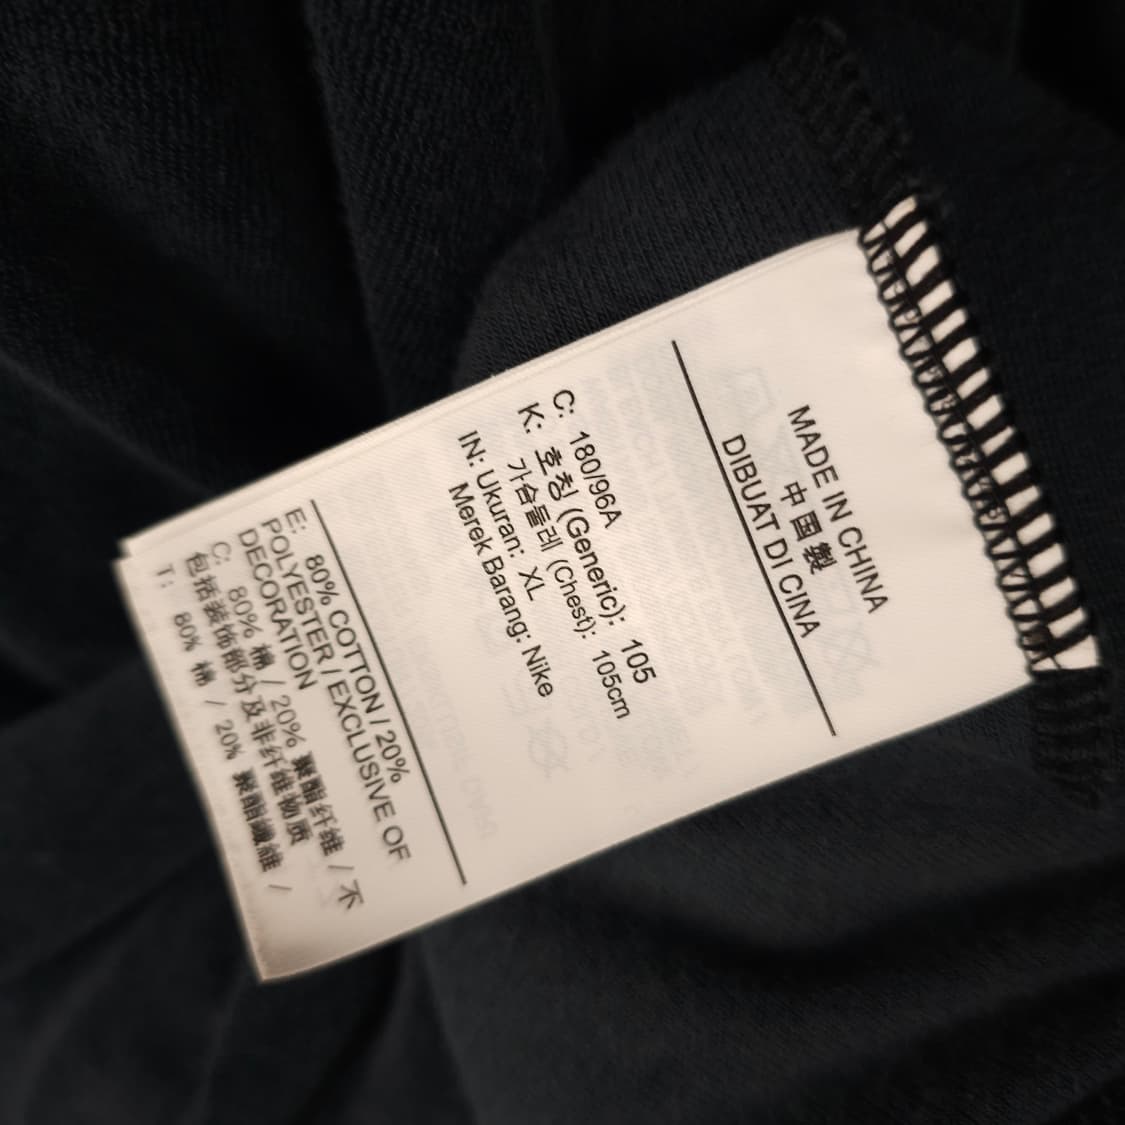 MADE IN CHINA
中國製
DIBUAT DI CINA
C: 180/96A
K: 호칭 (Generic): 105
가슴둘레 (Chest): 105cm
IN: Ukuran: XL
Merek Barang: Nike
E: 80% COTTON / 20%
POLYESTER / EXCLUSIVE OF
DECORATION
C: 80% 棉 / 20% 聚酯纤维 / 不
包括装饰部分及非纤维物质
T: 80% 棉 / 20% 聚酯纖維 /